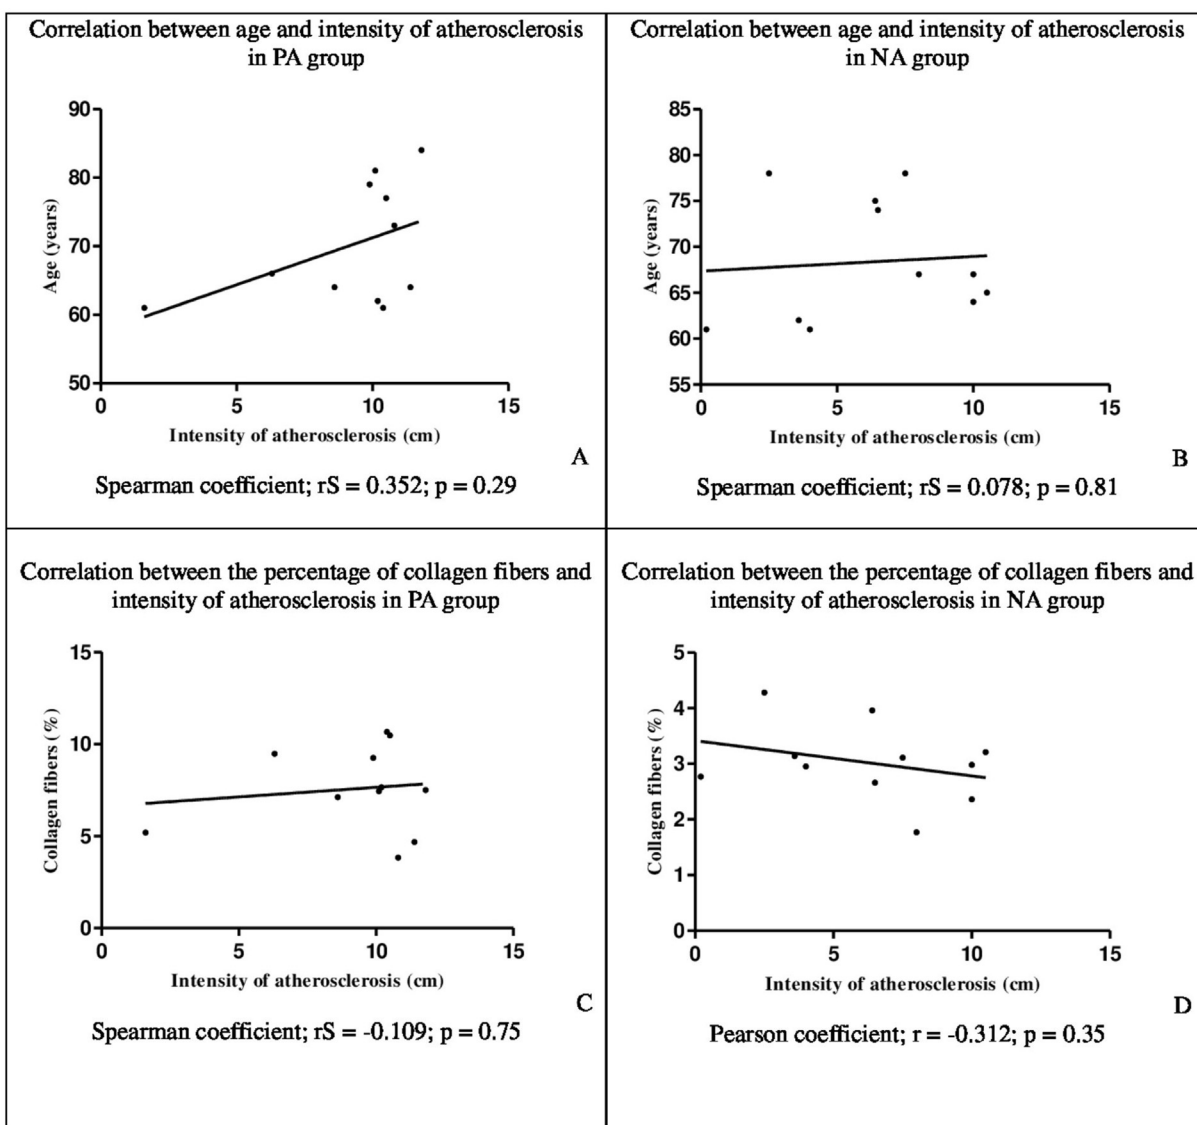 Correlation between age and intensity of atherosclerosis
in PA group
90
80
70
60
50
Age (years)
0
5
10
15
Intensity of atherosclerosis (cm)
A
Spearman coefficient; rS = 0.352; p = 0.29
Correlation between age and intensity of atherosclerosis
in NA group
85
80
75
70
65
60
55
Age (years)
0
5
10
15
Intensity of atherosclerosis (cm)
B
Spearman coefficient; rS = 0.078; p = 0.81
Correlation between the percentage of collagen fibers and
intensity of atherosclerosis in PA group
15
10
5
0
Collagen fibers (%)
0
5
10
15
Intensity of atherosclerosis (cm)
C
Spearman coefficient; rS = -0.109; p = 0.75
Correlation between the percentage of collagen fibers and
intensity of atherosclerosis in NA group
5
4
3
2
1
0
Collagen fibers (%)
0
5
10
15
Intensity of atherosclerosis (cm)
D
Pearson coefficient; r = -0.312; p = 0.35